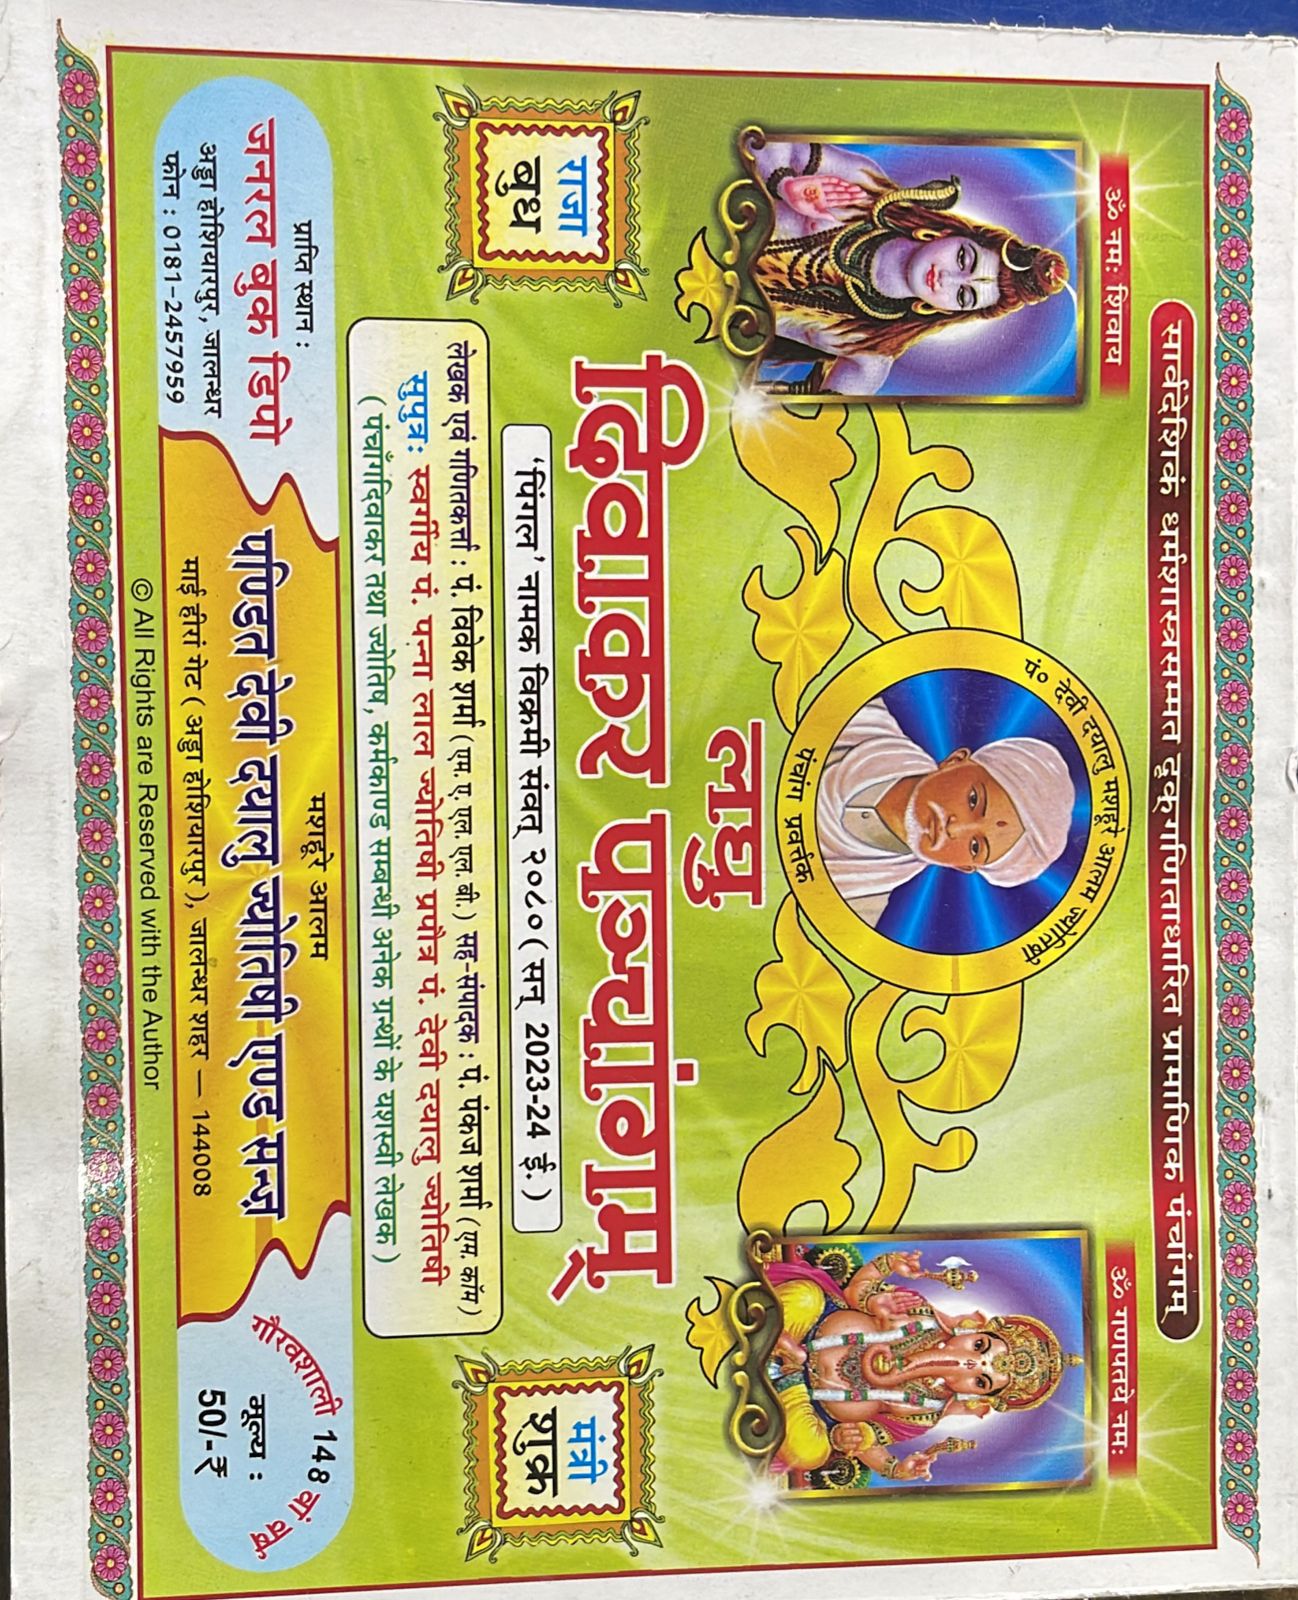 सार्वदेशिकं धर्मशास्त्रसम्मत दृक्गणिताधारित प्रामाणिक पंचांगम्
ॐ नमः शिवाय
ॐ गणपतये नमः
पं० देवी दयालु मशहूरे आलम ज्योतिषी
पंचांग प्रवर्त्तक
लघु
दिवाकर पञ्चांगम्
राजा
बुध
मंत्री
शुक्र
'पिंगल' नामक विक्रमी संवत् २०८० ( सन् 2023-24 ई. )
लेखक एवं गणितकर्त्ता : पं. विवेक शर्मा ( एम. ए. एल. एल. बी. ) सह-संपादक : पं. पंकज शर्मा ( एम. कॉम )
सुपुत्रः स्वर्गीय पं. पन्ना लाल ज्योतिषी प्रपौत्र पं. देवी दयालु ज्योतिषी
( पंचाँगदिवाकर तथा ज्योतिष, कर्मकाण्ड सम्बन्धी अनेक ग्रन्थों के यशस्वी लेखक )
प्राप्ति स्थान :
जनरल बुक डिपो
अड्डा होशियारपुर, जालन्धर
फोन : 0181-2457959
मशहूरे आलम
पण्डित देवी दयालु ज्योतिषी एण्ड सन्ज़
माई हीरां गेट ( अड्डा होशियारपुर ), जालन्धर शहर — 144008
गौरवशाली 148 वां वर्ष
मूल्य :
50/-₹
© All Rights are Reserved with the Author